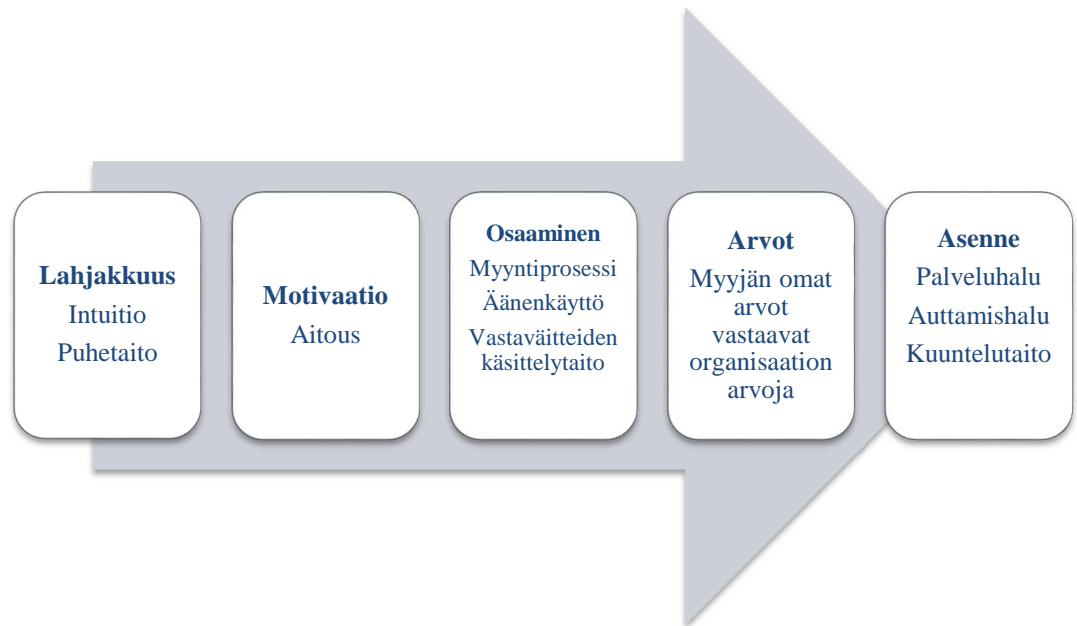 Lahjakkuus
Intuitio
Puhetaito
Motivaatio
Aitous
Osaaminen
Myyntiprosessi
Äänenkäyttö
Vastaväitteiden
käsittelytaito
Arvot
Myyjän omat
arvot
vastaavat
organisaation
arvoja
Asenne
Palveluhalu
Auttamishalu
Kuuntelutaito